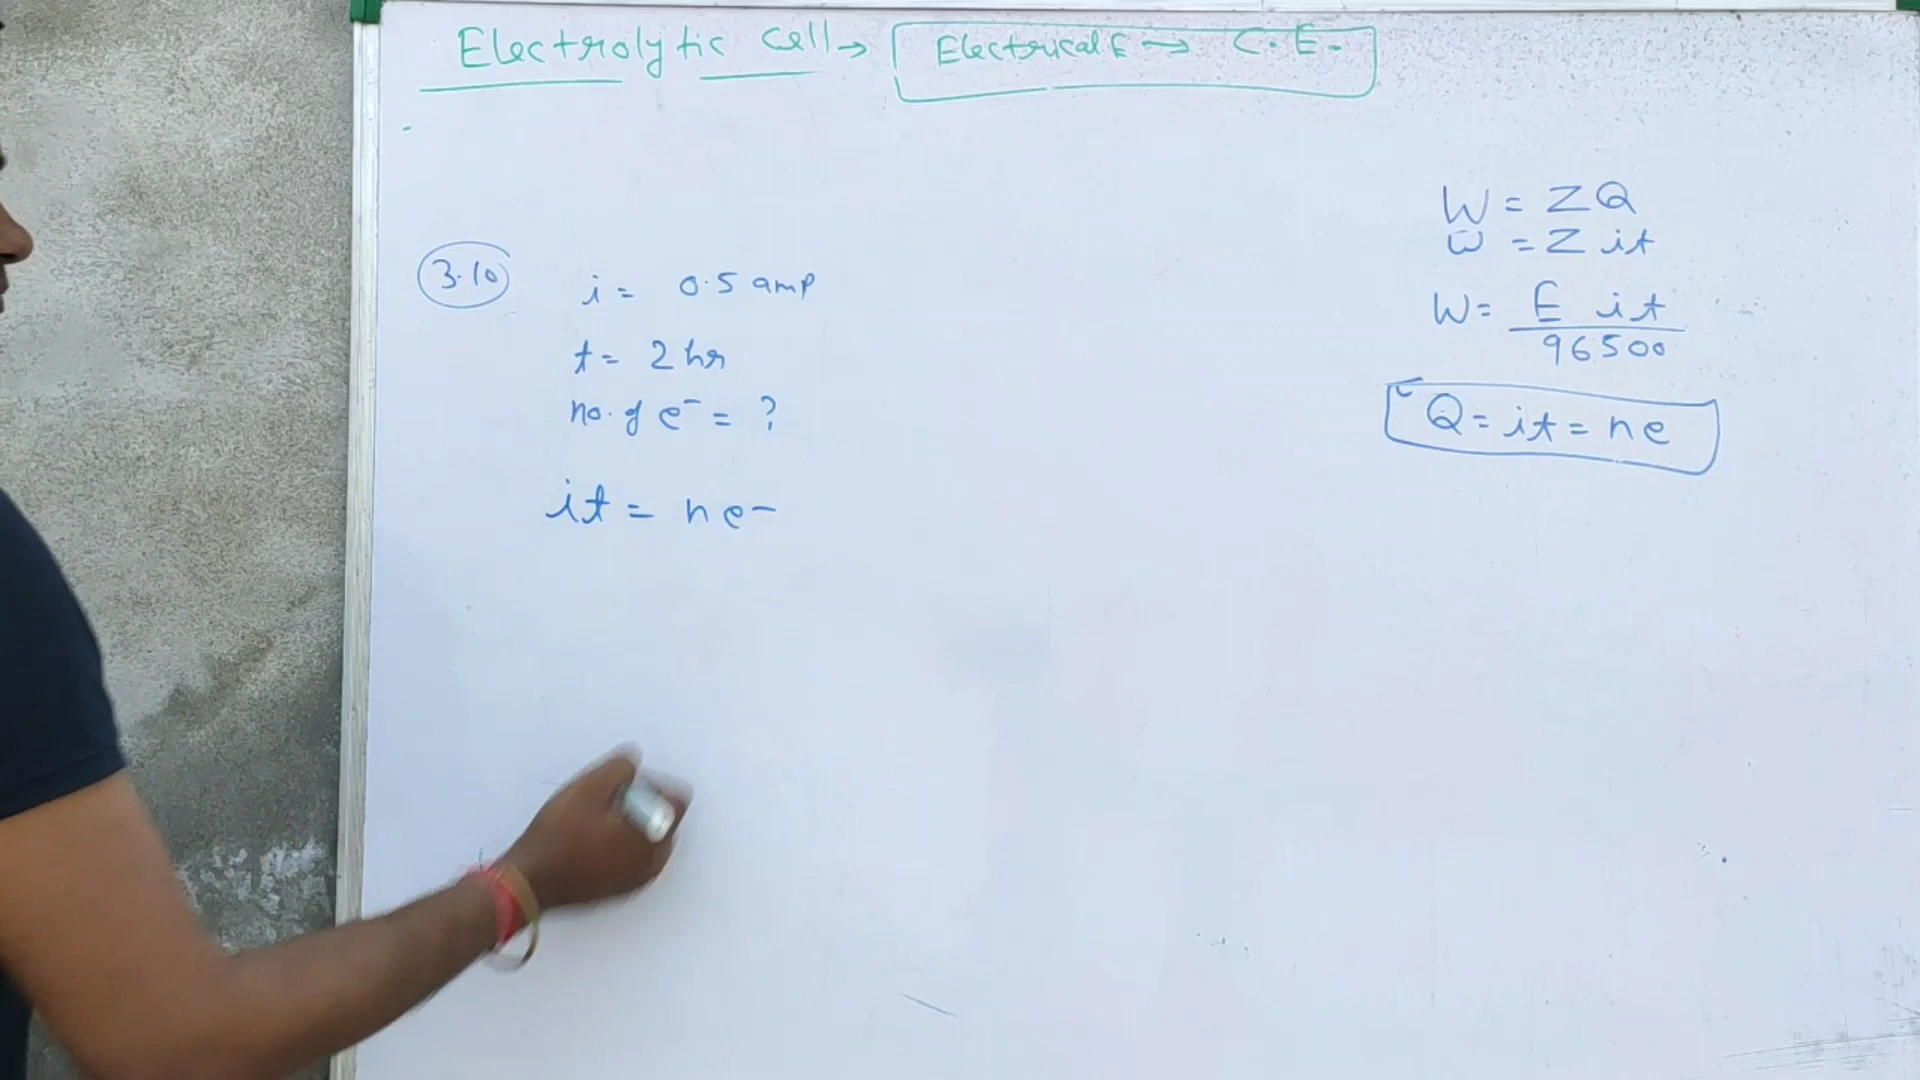 Electrolytic Cell → Electrical E → C.E.
W = ZQ
W = Z it
3.10 i = 0.5 amp
W = E it / 96500
t = 2 hr
no. of e⁻ = ?
Q = it = ne
it = n e⁻